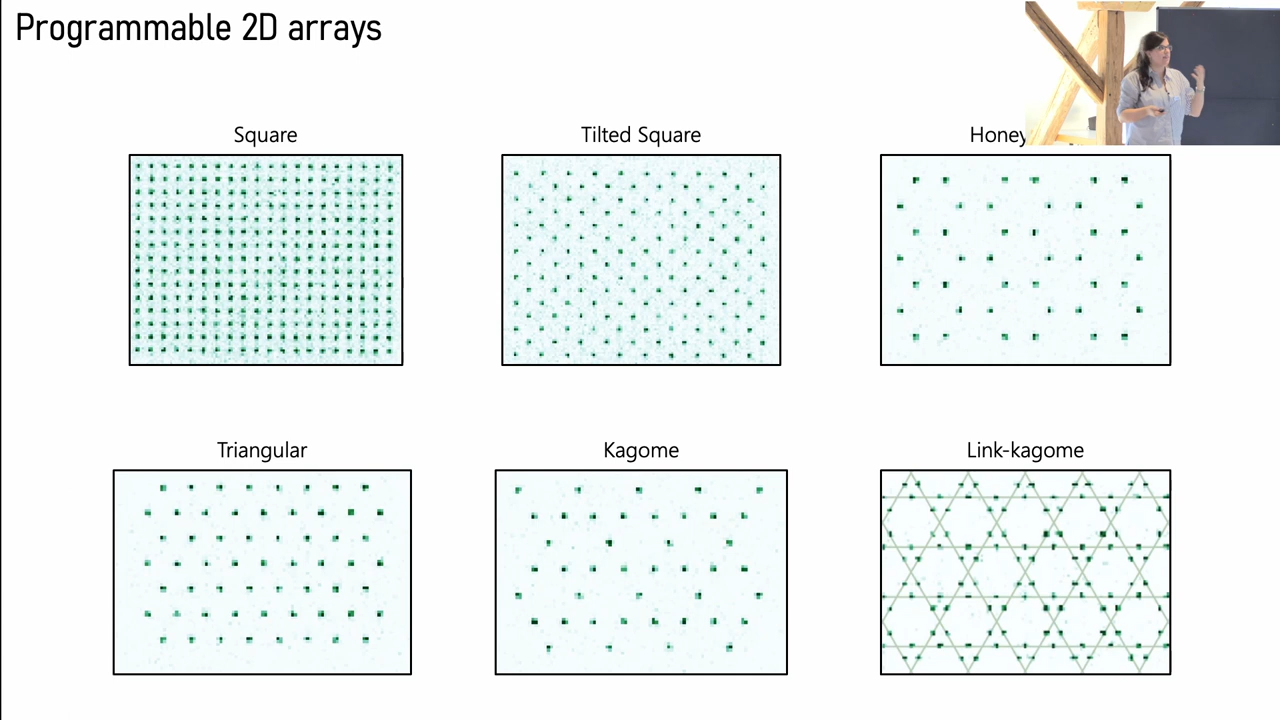 Programmable 2D arrays
Square
Tilted Square
Honey
Triangular
Kagome
Link-kagome